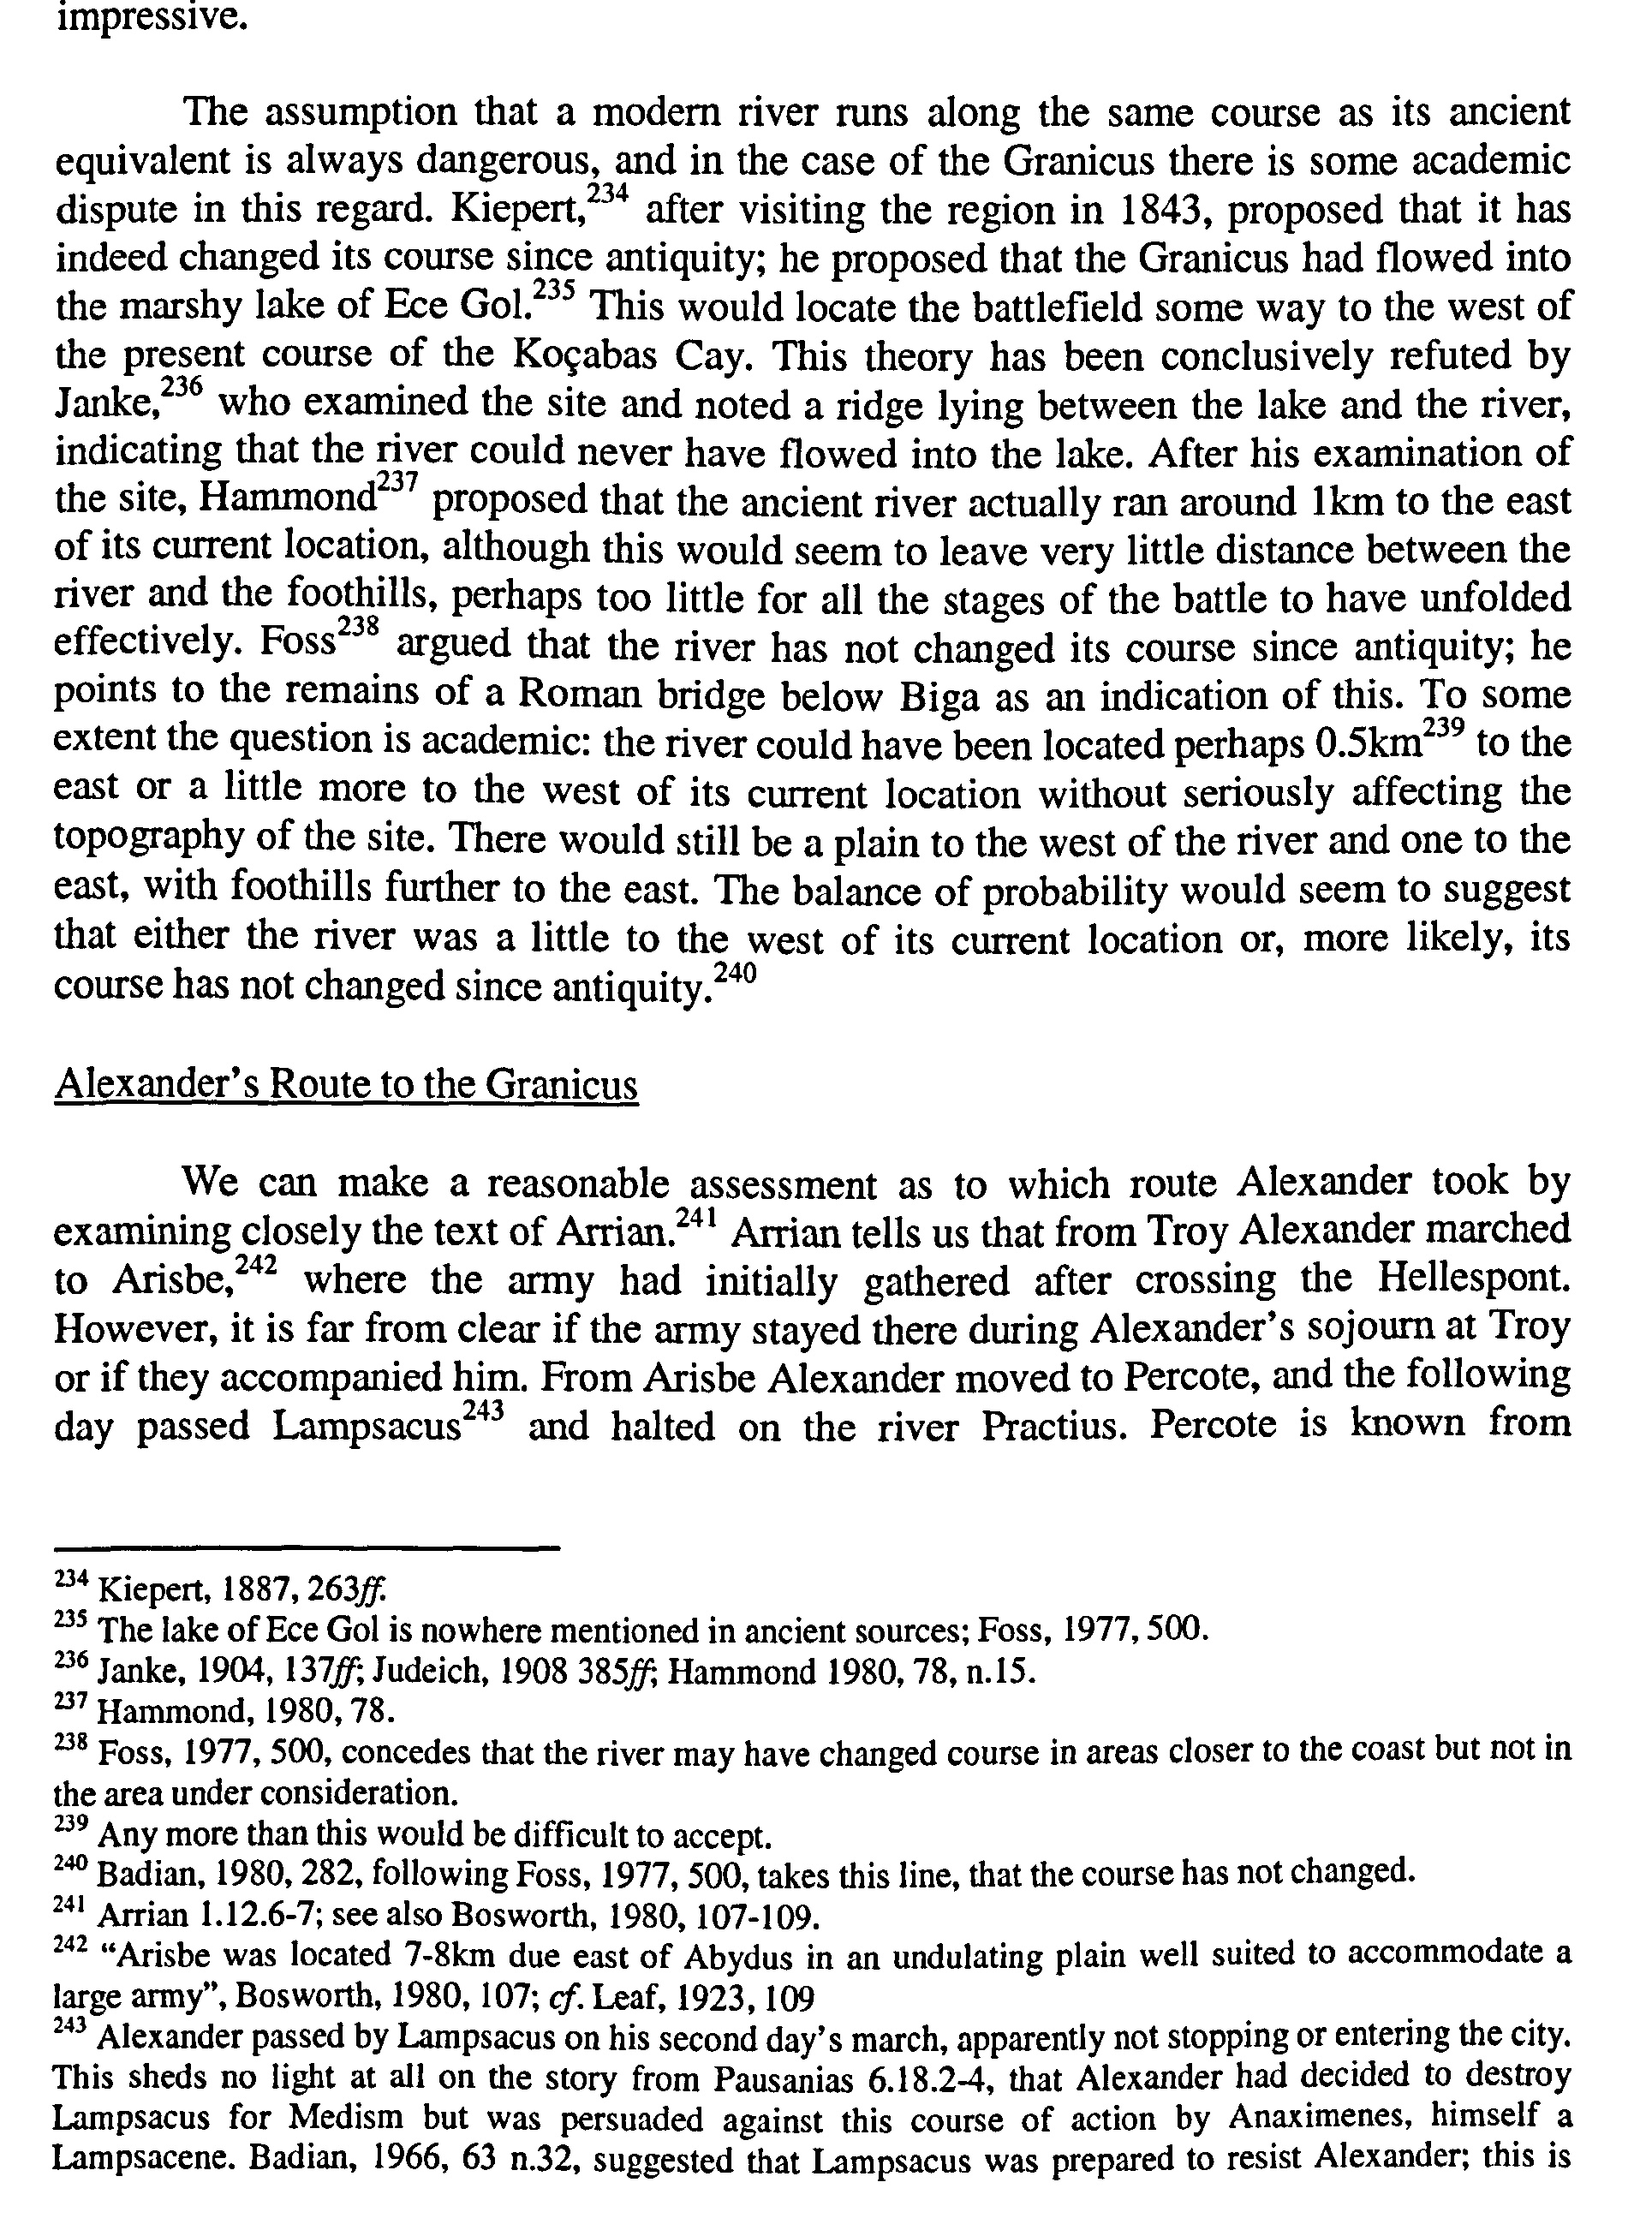 impressive.
The assumption that a modern river runs along the same course as its ancient
equivalent is always dangerous, and in the case of the Granicus there is some academic
dispute in this regard. Kiepert,234 after visiting the region in 1843, proposed that it has
indeed changed its course since antiquity; he proposed that the Granicus had flowed into
the marshy lake of Ece Gol.235 This would locate the battlefield some way to the west of
the present course of the Koçabas Cay. This theory has been conclusively refuted by
Janke,236 who examined the site and noted a ridge lying between the lake and the river,
indicating that the river could never have flowed into the lake. After his examination of
the site, Hammond237 proposed that the ancient river actually ran around 1km to the east
of its current location, although this would seem to leave very little distance between the
river and the foothills, perhaps too little for all the stages of the battle to have unfolded
effectively. Foss238 argued that the river has not changed its course since antiquity; he
points to the remains of a Roman bridge below Biga as an indication of this. To some
extent the question is academic: the river could have been located perhaps 0.5km239 to the
east or a little more to the west of its current location without seriously affecting the
topography of the site. There would still be a plain to the west of the river and one to the
east, with foothills further to the east. The balance of probability would seem to suggest
that either the river was a little to the west of its current location or, more likely, its
course has not changed since antiquity.240
Alexander's Route to the Granicus
We can make a reasonable assessment as to which route Alexander took by
examining closely the text of Arrian.241 Arrian tells us that from Troy Alexander marched
to Arisbe,242 where the army had initially gathered after crossing the Hellespont.
However, it is far from clear if the army stayed there during Alexander's sojourn at Troy
or if they accompanied him. From Arisbe Alexander moved to Percote, and the following
day passed Lampsacus243 and halted on the river Practius. Percote is known from
234 Kiepert, 1887, 263ff.
235 The lake of Ece Gol is nowhere mentioned in ancient sources; Foss, 1977, 500.
236 Janke, 1904, 137ff; Judeich, 1908 385ff; Hammond 1980, 78, n.15.
237 Hammond, 1980, 78.
238 Foss, 1977, 500, concedes that the river may have changed course in areas closer to the coast but not in
the area under consideration.
239 Any more than this would be difficult to accept.
240 Badian, 1980, 282, following Foss, 1977, 500, takes this line, that the course has not changed.
241 Arrian 1.12.6-7; see also Bosworth, 1980, 107-109.
242 "Arisbe was located 7-8km due east of Abydus in an undulating plain well suited to accommodate a
large army", Bosworth, 1980, 107; cf. Leaf, 1923, 109
243 Alexander passed by Lampsacus on his second day's march, apparently not stopping or entering the city.
This sheds no light at all on the story from Pausanias 6.18.2-4, that Alexander had decided to destroy
Lampsacus for Medism but was persuaded against this course of action by Anaximenes, himself a
Lampsacene. Badian, 1966, 63 n.32, suggested that Lampsacus was prepared to resist Alexander; this is